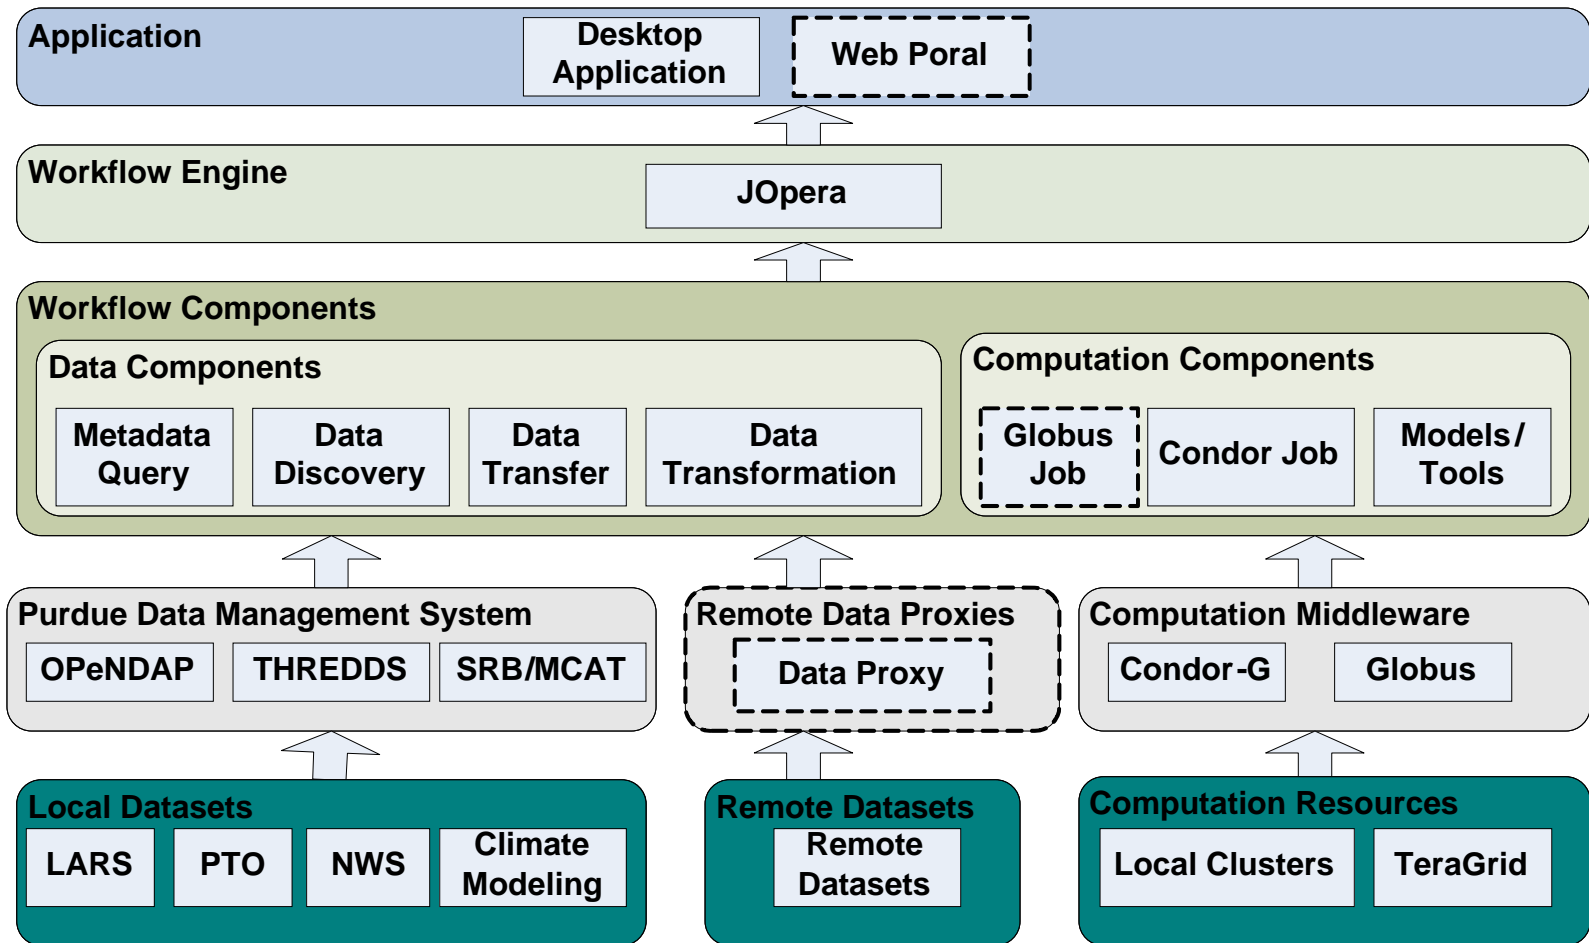 Application
Desktop
Application
Web Poral
Workflow Engine
JOpera
Workflow Components
Data Components
Metadata
Query
Data
Discovery
Data
Transfer
Data
Transformation
Computation Components
Globus
Job
Condor Job
Models/
Tools
Purdue Data Management System
OPeNDAP
THREDDS
SRB/MCAT
Remote Data Proxies
Data Proxy
Computation Middleware
Condor-G
Globus
Local Datasets
LARS
PTO
NWS
Climate
Modeling
Remote Datasets
Remote
Datasets
Computation Resources
Local Clusters
TeraGrid